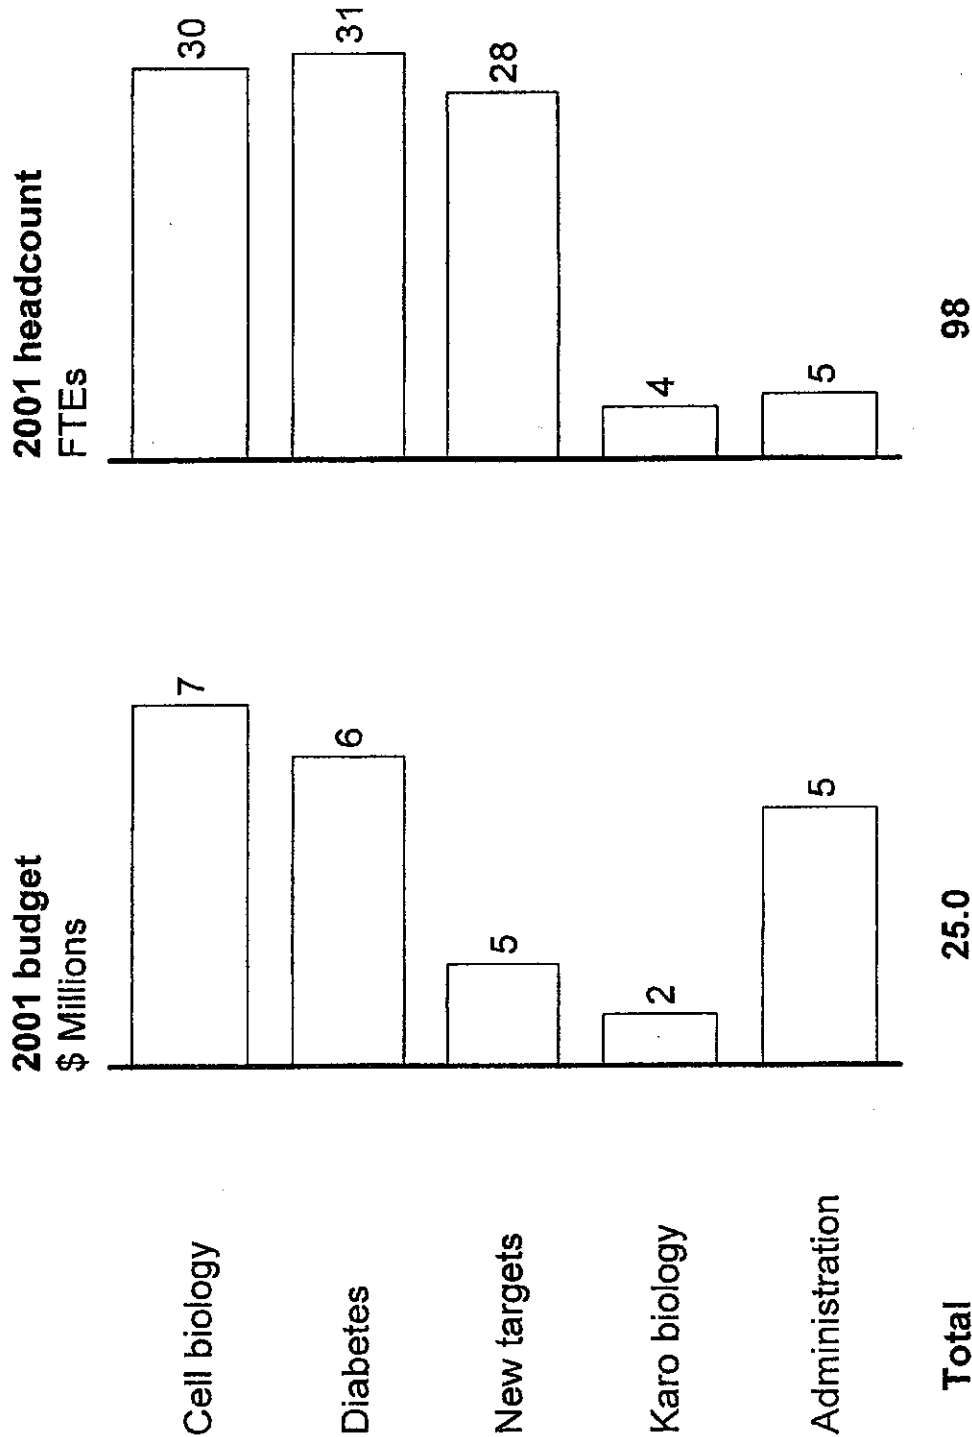 2001 budget
$ Millions
2001 headcount
FTEs
Cell biology 7 30
Diabetes 6 31
New targets 5 28
Karo biology 2 4
Administration 5 5
Total 25.0 98